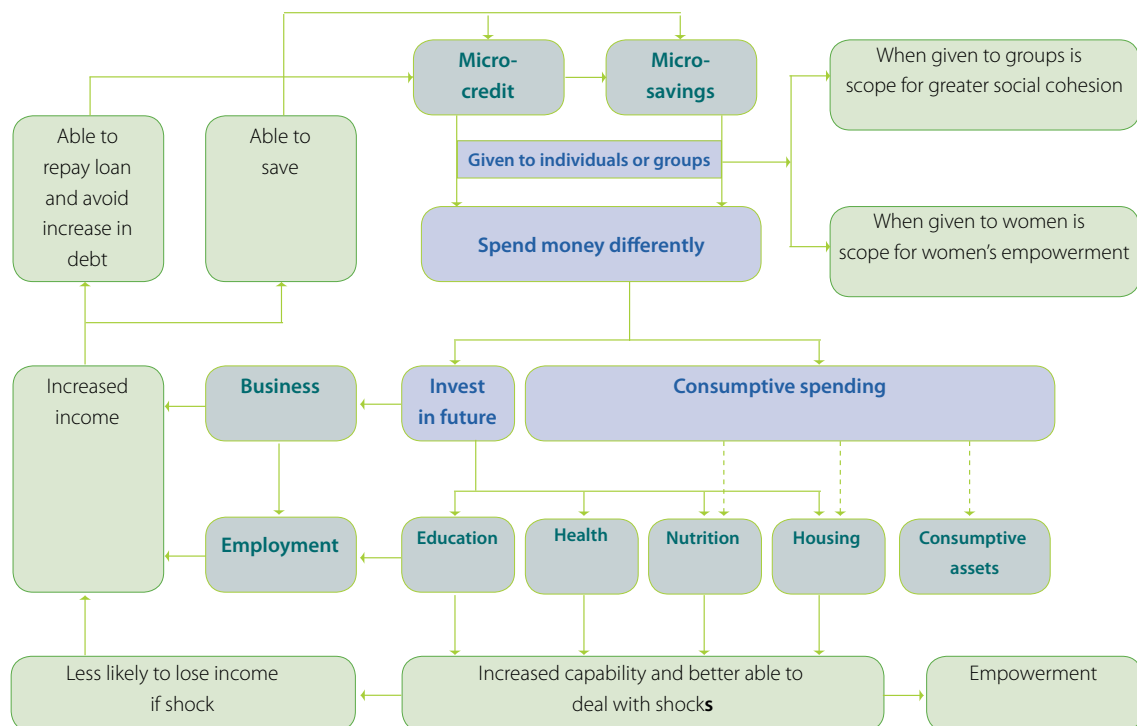 Micro-
credit
Micro-
savings
When given to groups is
scope for greater social cohesion
Able to
repay loan
and avoid
increase in
debt
Able to
save
Given to individuals or groups
When given to women is
scope for women’s empowerment
Spend money differently
Increased
income
Business
Invest
in future
Consumptive spending
Employment
Education
Health
Nutrition
Housing
Consumptive
assets
Less likely to lose income
if shock
Increased capability and better able to
deal with shocks
Empowerment